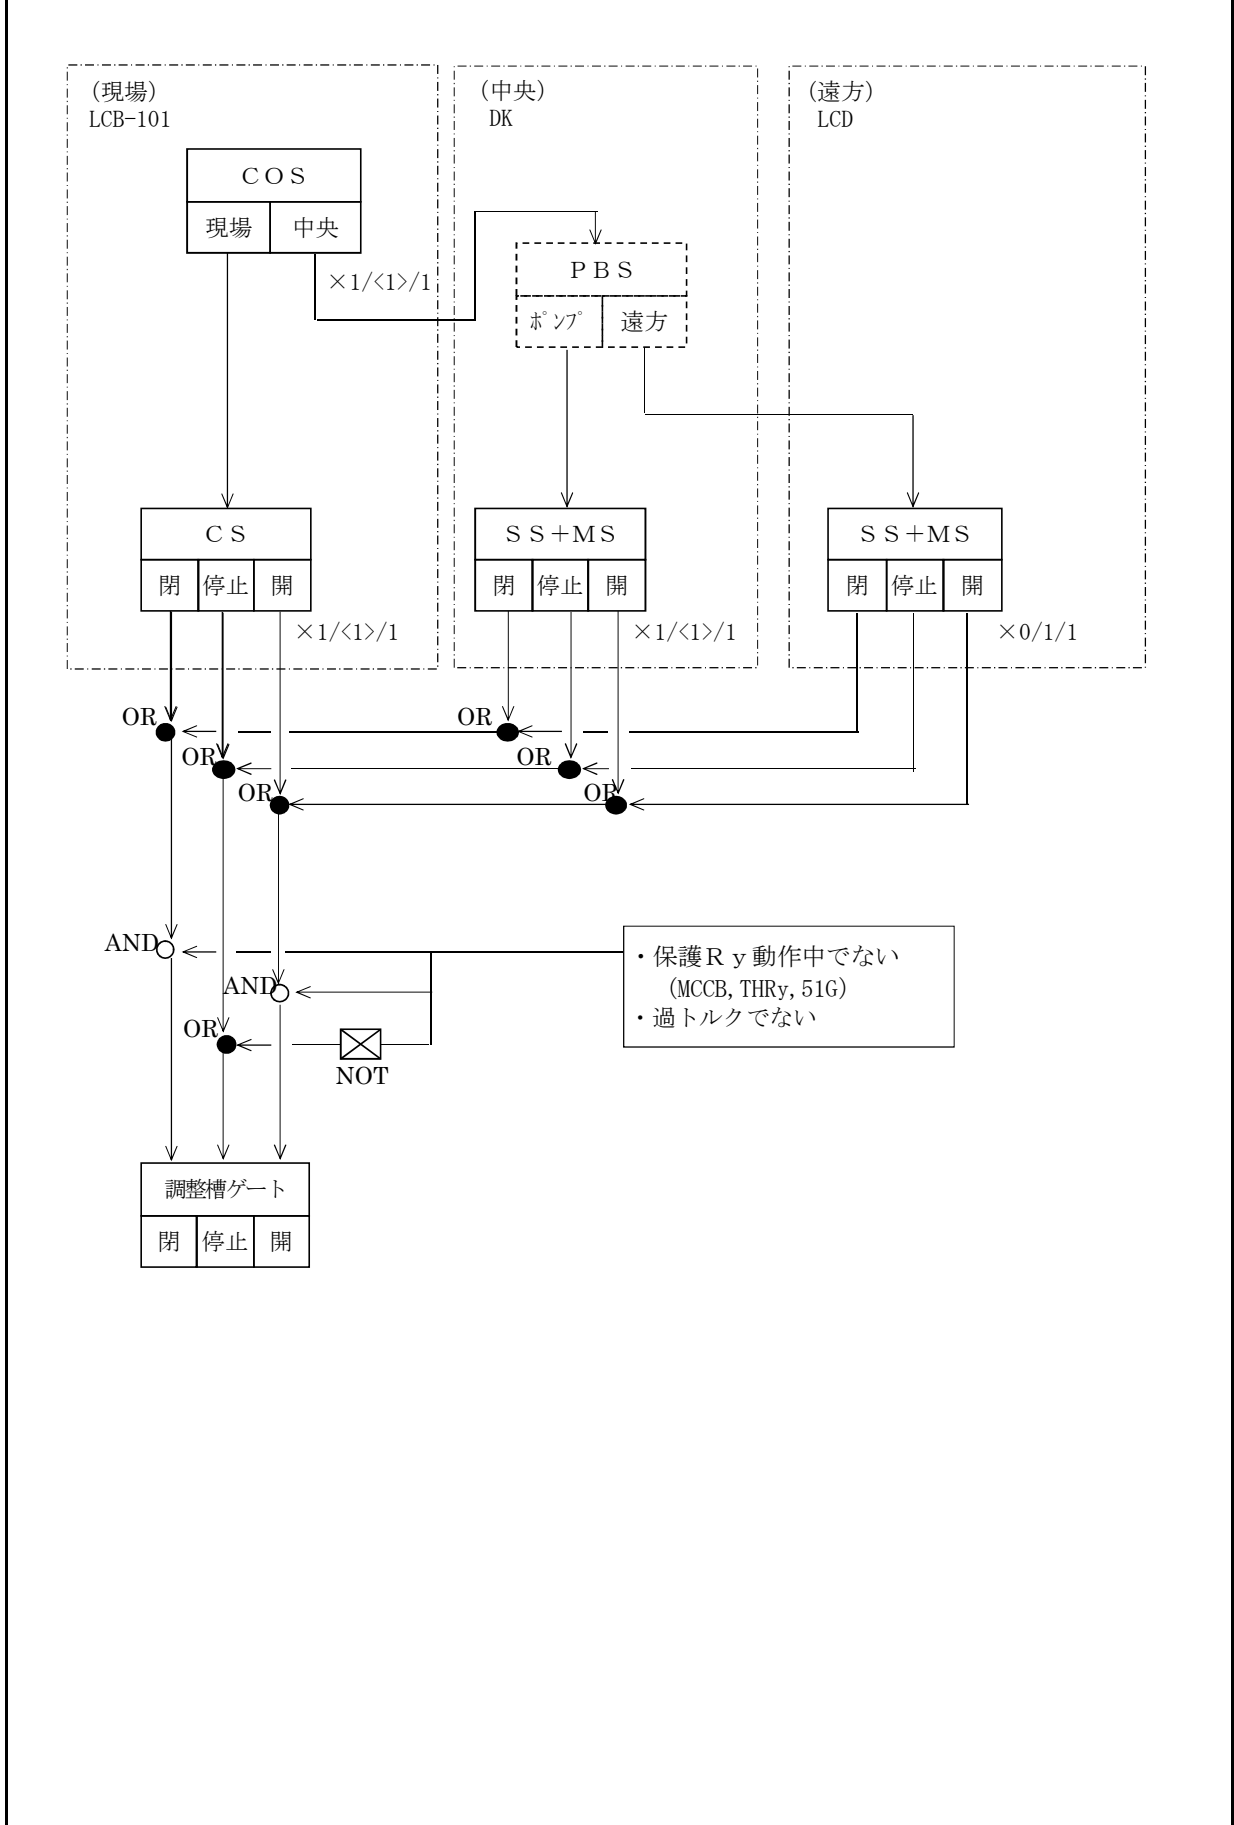 (現場)
LCB-101
(中央)
DK
(遠方)
LCD
ＣＯＳ
現場
中央
×1/<1>/1
ＰＢＳ
ﾎﾟﾝﾌﾟ
遠方
ＣＳ
閉
停止
開
×1/<1>/1
ＳＳ＋ＭＳ
閉
停止
開
×1/<1>/1
ＳＳ＋ＭＳ
閉
停止
開
×0/1/1
OR
OR
OR
OR
OR
OR
AND
AND
OR
NOT
・保護Ｒｙ動作中でない
(MCCB,THRy,51G)
・過トルクでない
調整槽ゲート
閉
停止
開